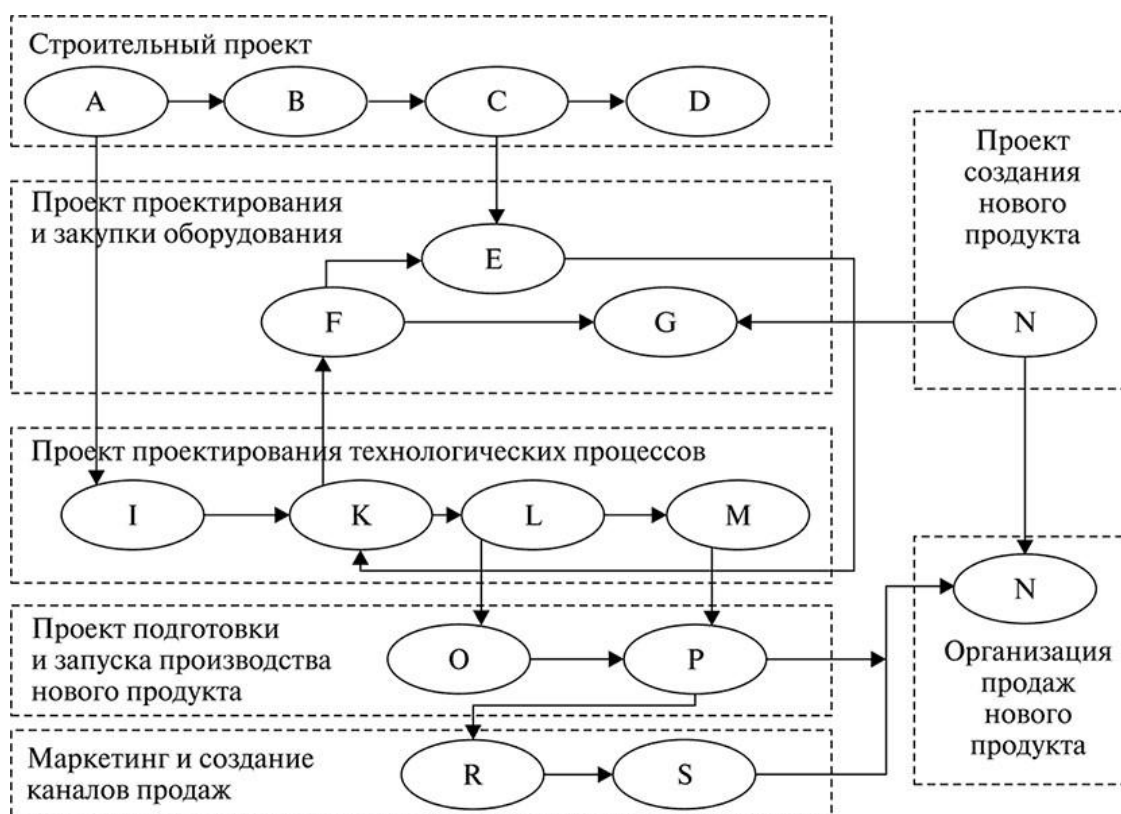 Строительный проект
A
B
C
D
Проект
создания
нового
продукта
N
Проект проектирования
и закупки оборудования
E
F
G
Проект проектирования технологических процессов
I
K
L
M
N
Организация
продаж
нового
продукта
Проект подготовки
и запуска производства
нового продукта
O
P
Маркетинг и создание
каналов продаж
R
S